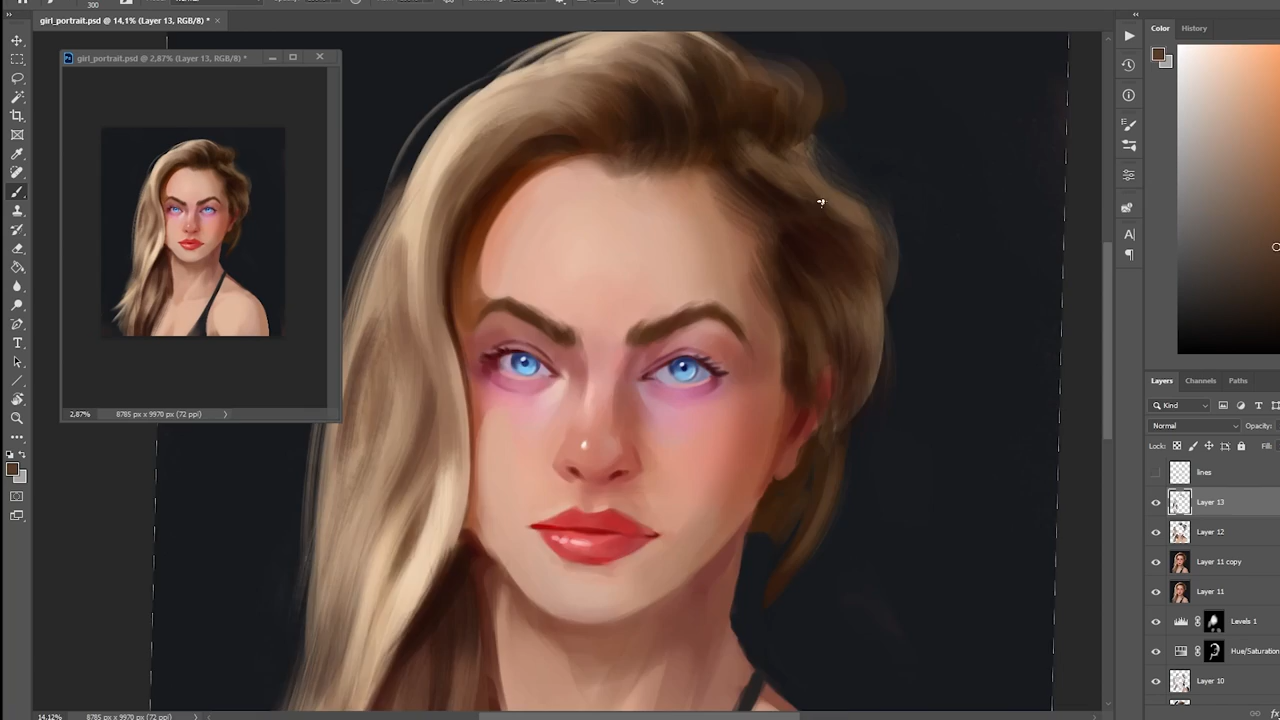 300
girl_portrait.psd @ 14,1% (Layer 13, RGB/8) *
girl_portrait.psd @ 2,87% (Layer 13, RGB/8) *
2,87%
8785 px x 9970 px (72 ppi)
Color
History
Layers
Channels
Paths
Kind
Normal
Opacity:
Lock:
Fill:
lines
Layer 13
Layer 12
Layer 11 copy
Layer 11
Levels 1
Hue/Saturation
Layer 10
fx
14,12%
8785 px x 9970 px (72 ppi)